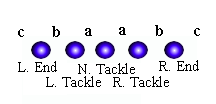 c b a a b c
L. End N. Tackle R. End
L. Tackle R. Tackle